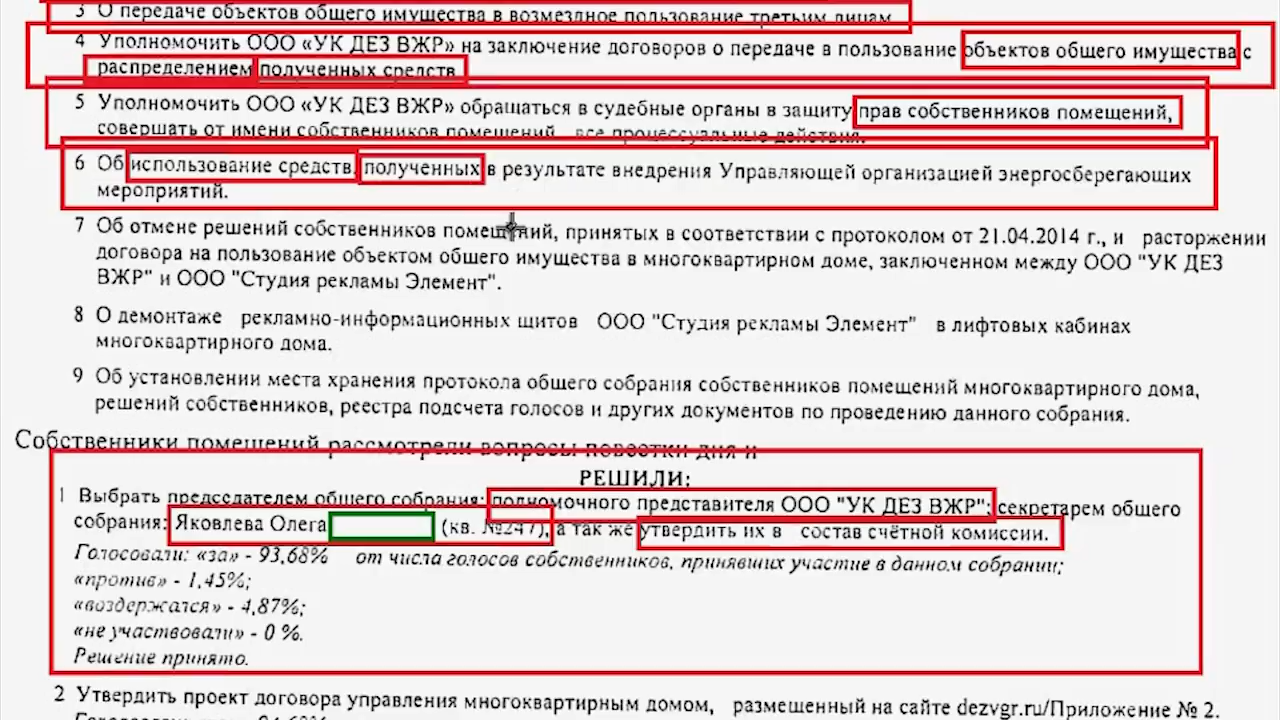 3 О передаче объектов общего имущества в возмездное пользование третьим лицам
4 Уполномочить ООО «УК ДЕЗ ВЖР» на заключение договоров о передаче в пользование объектов общего имущества с
распределением полученных средств
5 Уполномочить ООО «УК ДЕЗ ВЖР» обращаться в судебные органы в защиту прав собственников помещений,
совершать от имени собственников помещений все процессуальные действия.
6 Об использование средств, полученных в результате внедрения Управляющей организацией энергосберегающих
мероприятий.
7 Об отмене решений собственников помещений, принятых в соответствии с протоколом от 21.04.2014 г., и расторжении
договора на пользование объектом общего имущества в многоквартирном доме, заключенном между ООО "УК ДЕЗ
ВЖР" и ООО "Студия рекламы Элемент".
8 О демонтаже рекламно-информационных щитов ООО "Студия рекламы Элемент" в лифтовых кабинах
многоквартирного дома.
9 Об установлении места хранения протокола общего собрания собственников помещений многоквартирного дома,
решений собственников, реестра подсчета голосов и других документов по проведению данного собрания.
Собственники помещений рассмотрели вопросы повестки дня и
РЕШИЛИ:
1 Выбрать председателем общего собрания: полномочного представителя ООО "УК ДЕЗ ВЖР"; секретарем общего
собрания: Яковлева Олега (кв. №247), а так же утвердить их в состав счётной комиссии.
Голосовали: «за» - 93,68% от числа голосов собственников, принявших участие в данном собрании;
«против» - 1,45%;
«воздержался» - 4,87%;
«не участвовали» - 0 %.
Решение принято.
2 Утвердить проект договора управления многоквартирным домом, размещенный на сайте dezvgr.ru/Приложение № 2.